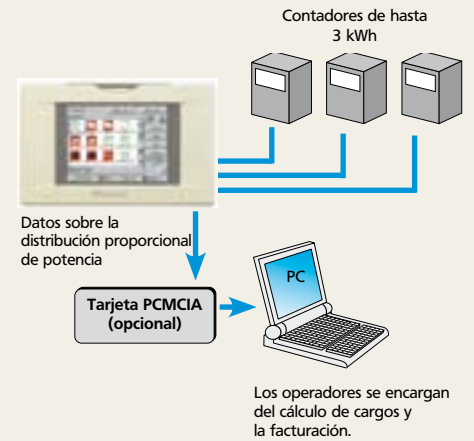 Contadores de hasta
3 kWh
Datos sobre la
distribución proporcional
de potencia
Tarjeta PCMCIA
(opcional)
PC
Los operadores se encargan
del cálculo de cargos y
la facturación.